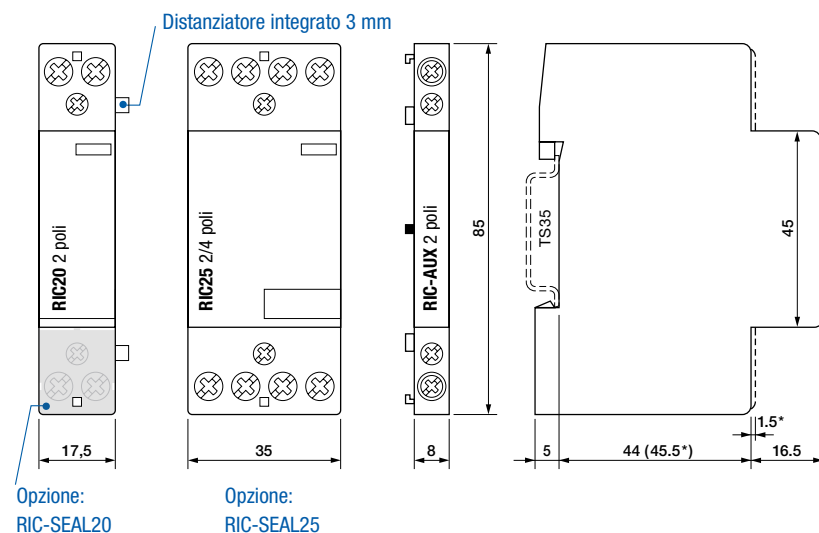 Distanziatore integrato 3 mm
RIC20 2 poli
RIC25 2/4 poli
RIC-AUX 2 poli
85
TS35
45
1.5*
17,5
35
8
5
44 (45.5*)
16.5
Opzione:
RIC-SEAL20
Opzione:
RIC-SEAL25